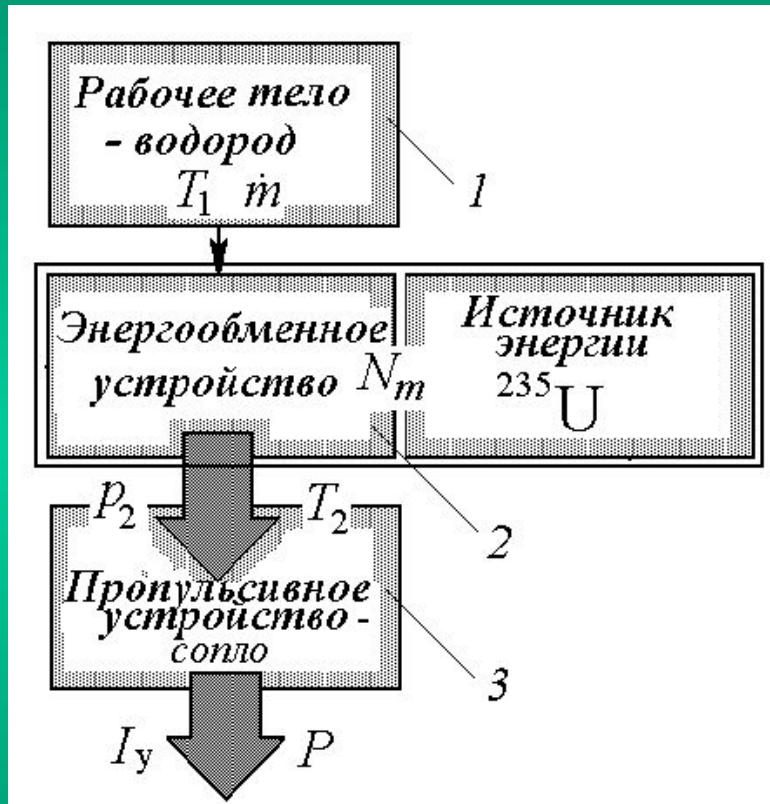 Рабочее тело
- водород
T₁ ṁ
1
Энергообменное
устройство N_m
Источник
энергии
²³⁵U
p₂ T₂
2
Пропульсивное
устройство -
сопло
3
I_у P